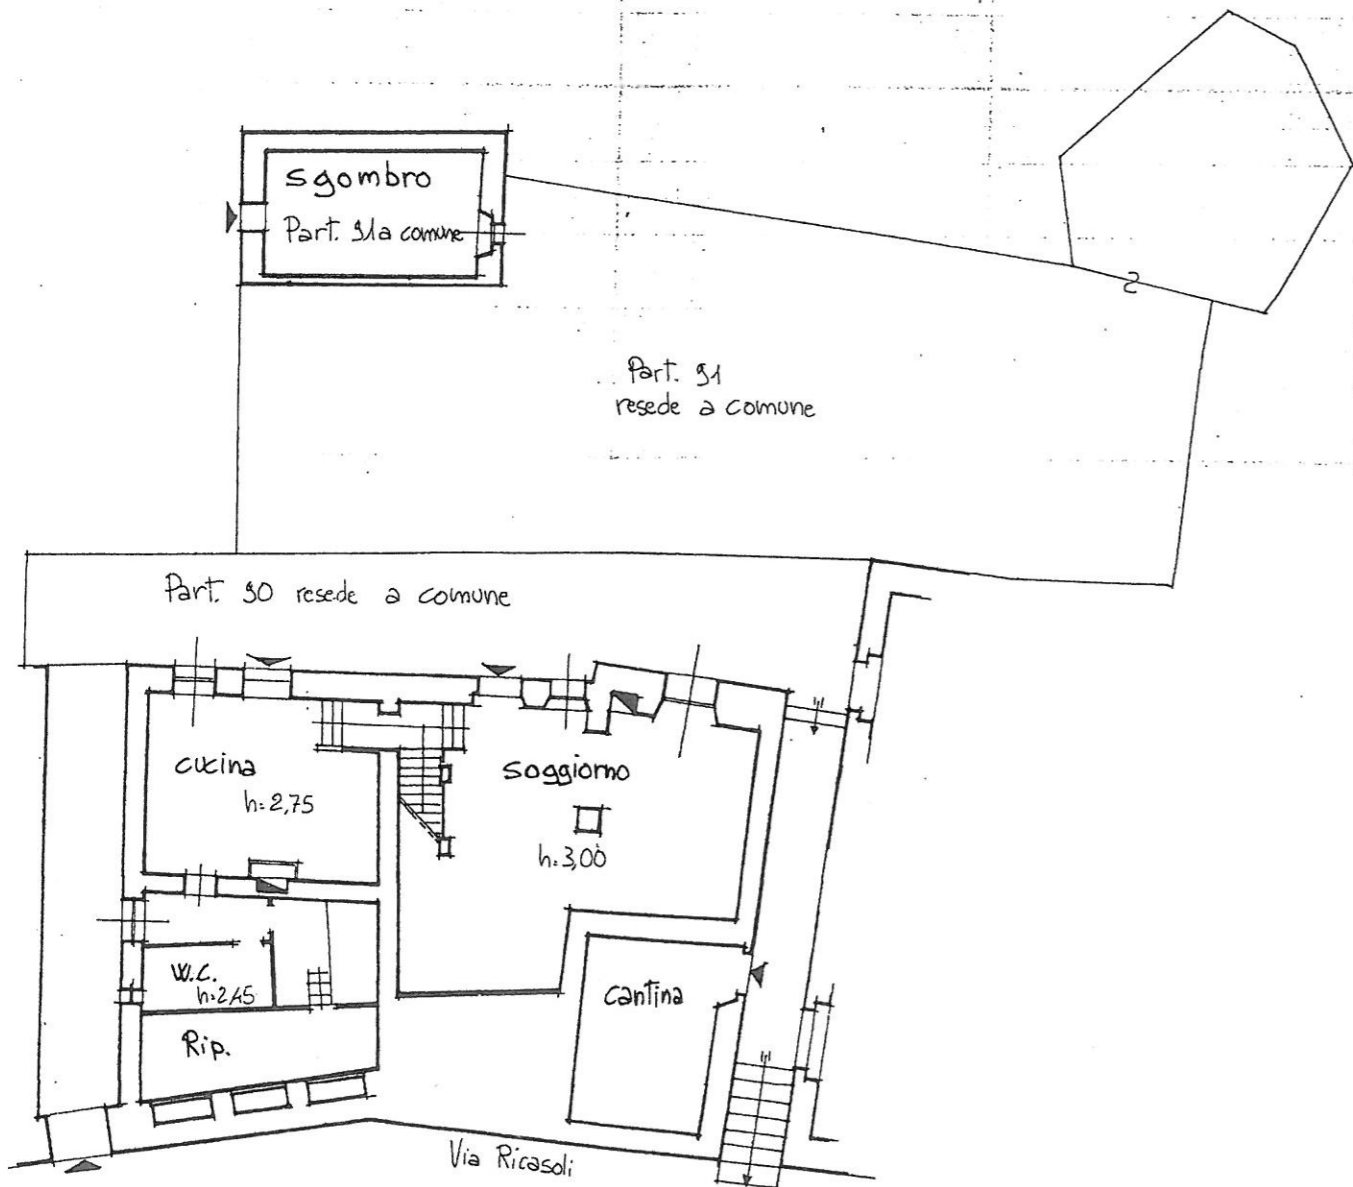 sgombro
Part. 91a comune
Part. 91
resede a comune
Part. 90 resede a comune
cucina
h=2,75
soggiorno
h=3,00
W.C.
h=2,45
cantina
Rip.
Via Ricasoli